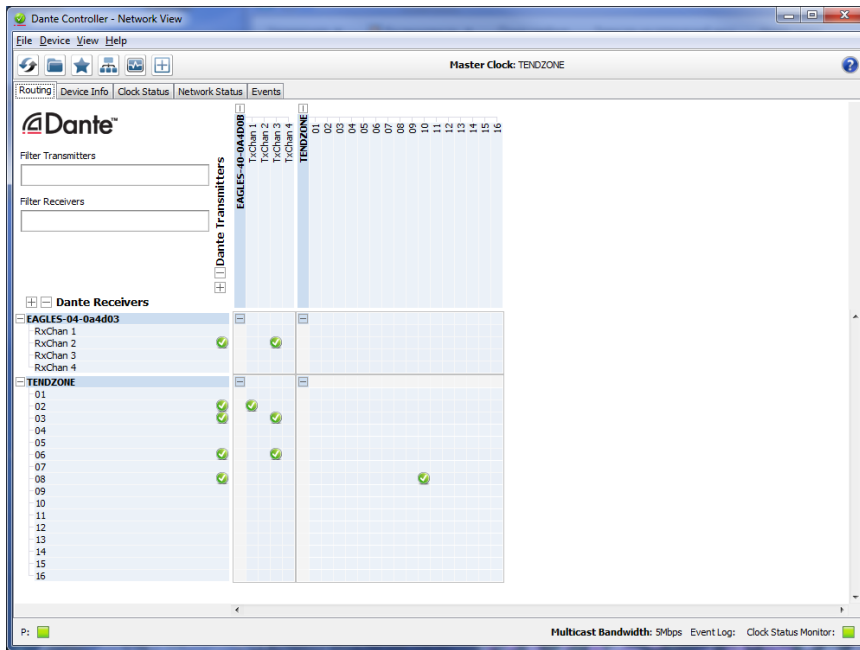 Dante Controller - Network View
File Device View Help
Master Clock: TENDZONE
Routing Device Info Clock Status Network Status Events
Dante™
Filter Transmitters
Filter Receivers
Dante Transmitters
EAGLES-40-0A4D0B
TxChan 1
TxChan 2
TxChan 3
TxChan 4
TENDZONE
01
02
03
04
05
06
07
08
09
10
11
12
13
14
15
16
Dante Receivers
EAGLES-04-0a4d03
RxChan 1
RxChan 2
RxChan 3
RxChan 4
TENDZONE
01
02
03
04
05
06
07
08
09
10
11
12
13
14
15
16
P:
Multicast Bandwidth: 5Mbps Event Log: Clock Status Monitor: